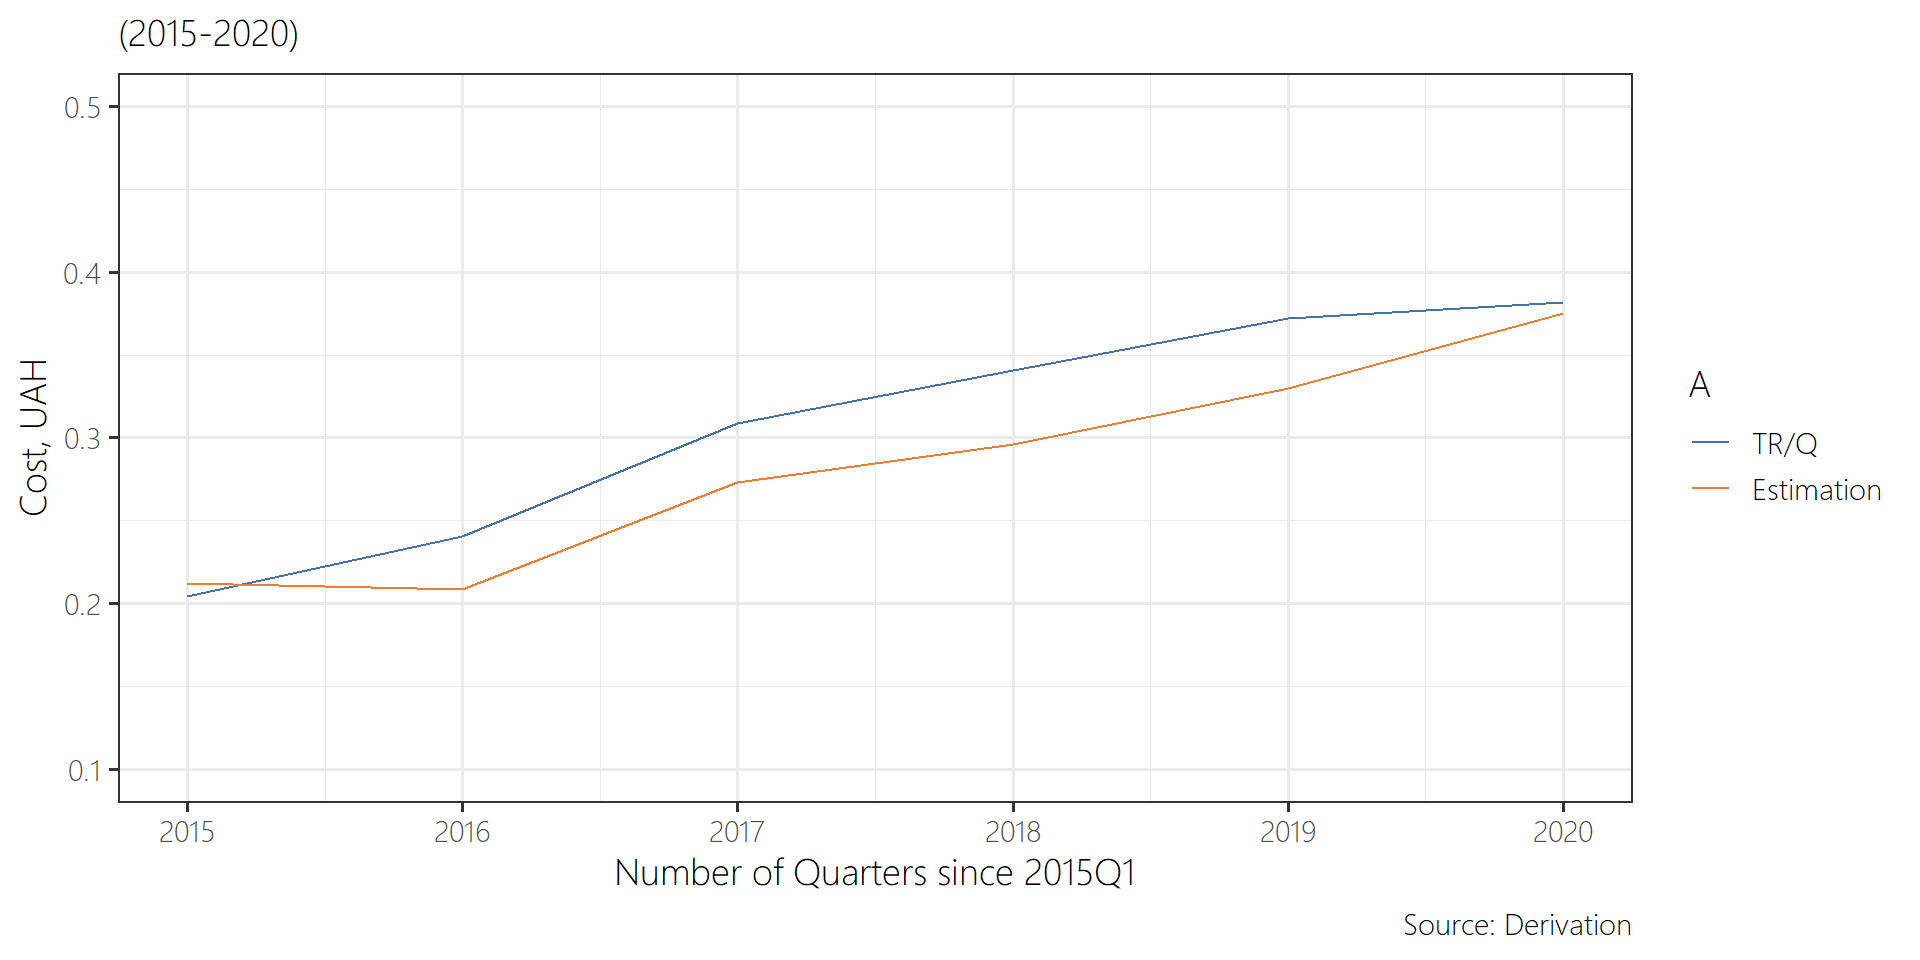 (2015-2020)
0.5
0.4
0.3
0.2
0.1
Cost, UAH
2015 2016 2017 2018 2019 2020
Number of Quarters since 2015Q1
A
TR/Q
Estimation
Source: Derivation